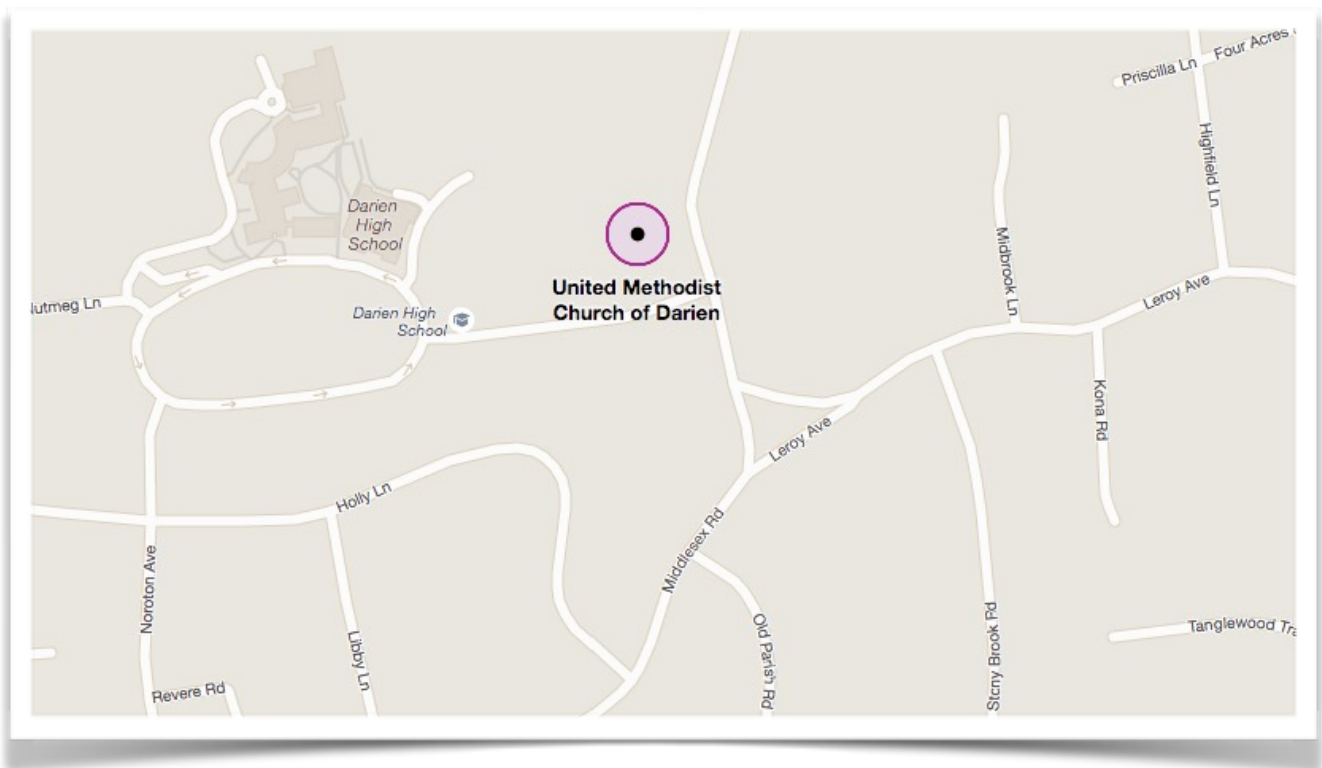 Four Acres
Priscilla Ln
Highfield Ln
Darien
High
School
Midbrook Ln
United Methodist
Church of Darien
Leroy Ave
utmeg Ln
Darien High
School
Kona Rd
Leroy Ave
Holly Ln
Middlesex Rd
Noroton Ave
Libby Ln
Old Parish Rd
Stony Brook Rd
Tanglewood Tra
Revere Rd